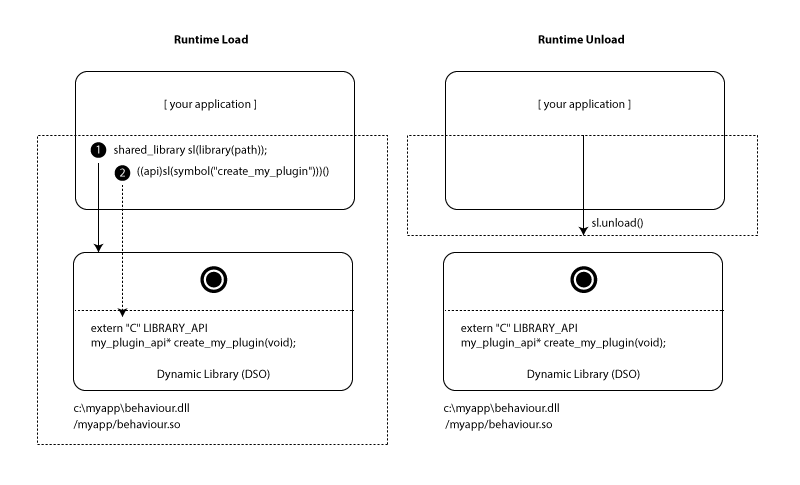 Runtime Load
[ your application ]
1 shared_library sl(library(path));
2 ((api)sl(symbol("create_my_plugin")))()
extern "C" LIBRARY_API
my_plugin_api* create_my_plugin(void);
Dynamic Library (DSO)
c:\myapp\behaviour.dll
/myapp/behaviour.so
Runtime Unload
[ your application ]
sl.unload()
extern "C" LIBRARY_API
my_plugin_api* create_my_plugin(void);
Dynamic Library (DSO)
c:\myapp\behaviour.dll
/myapp/behaviour.so